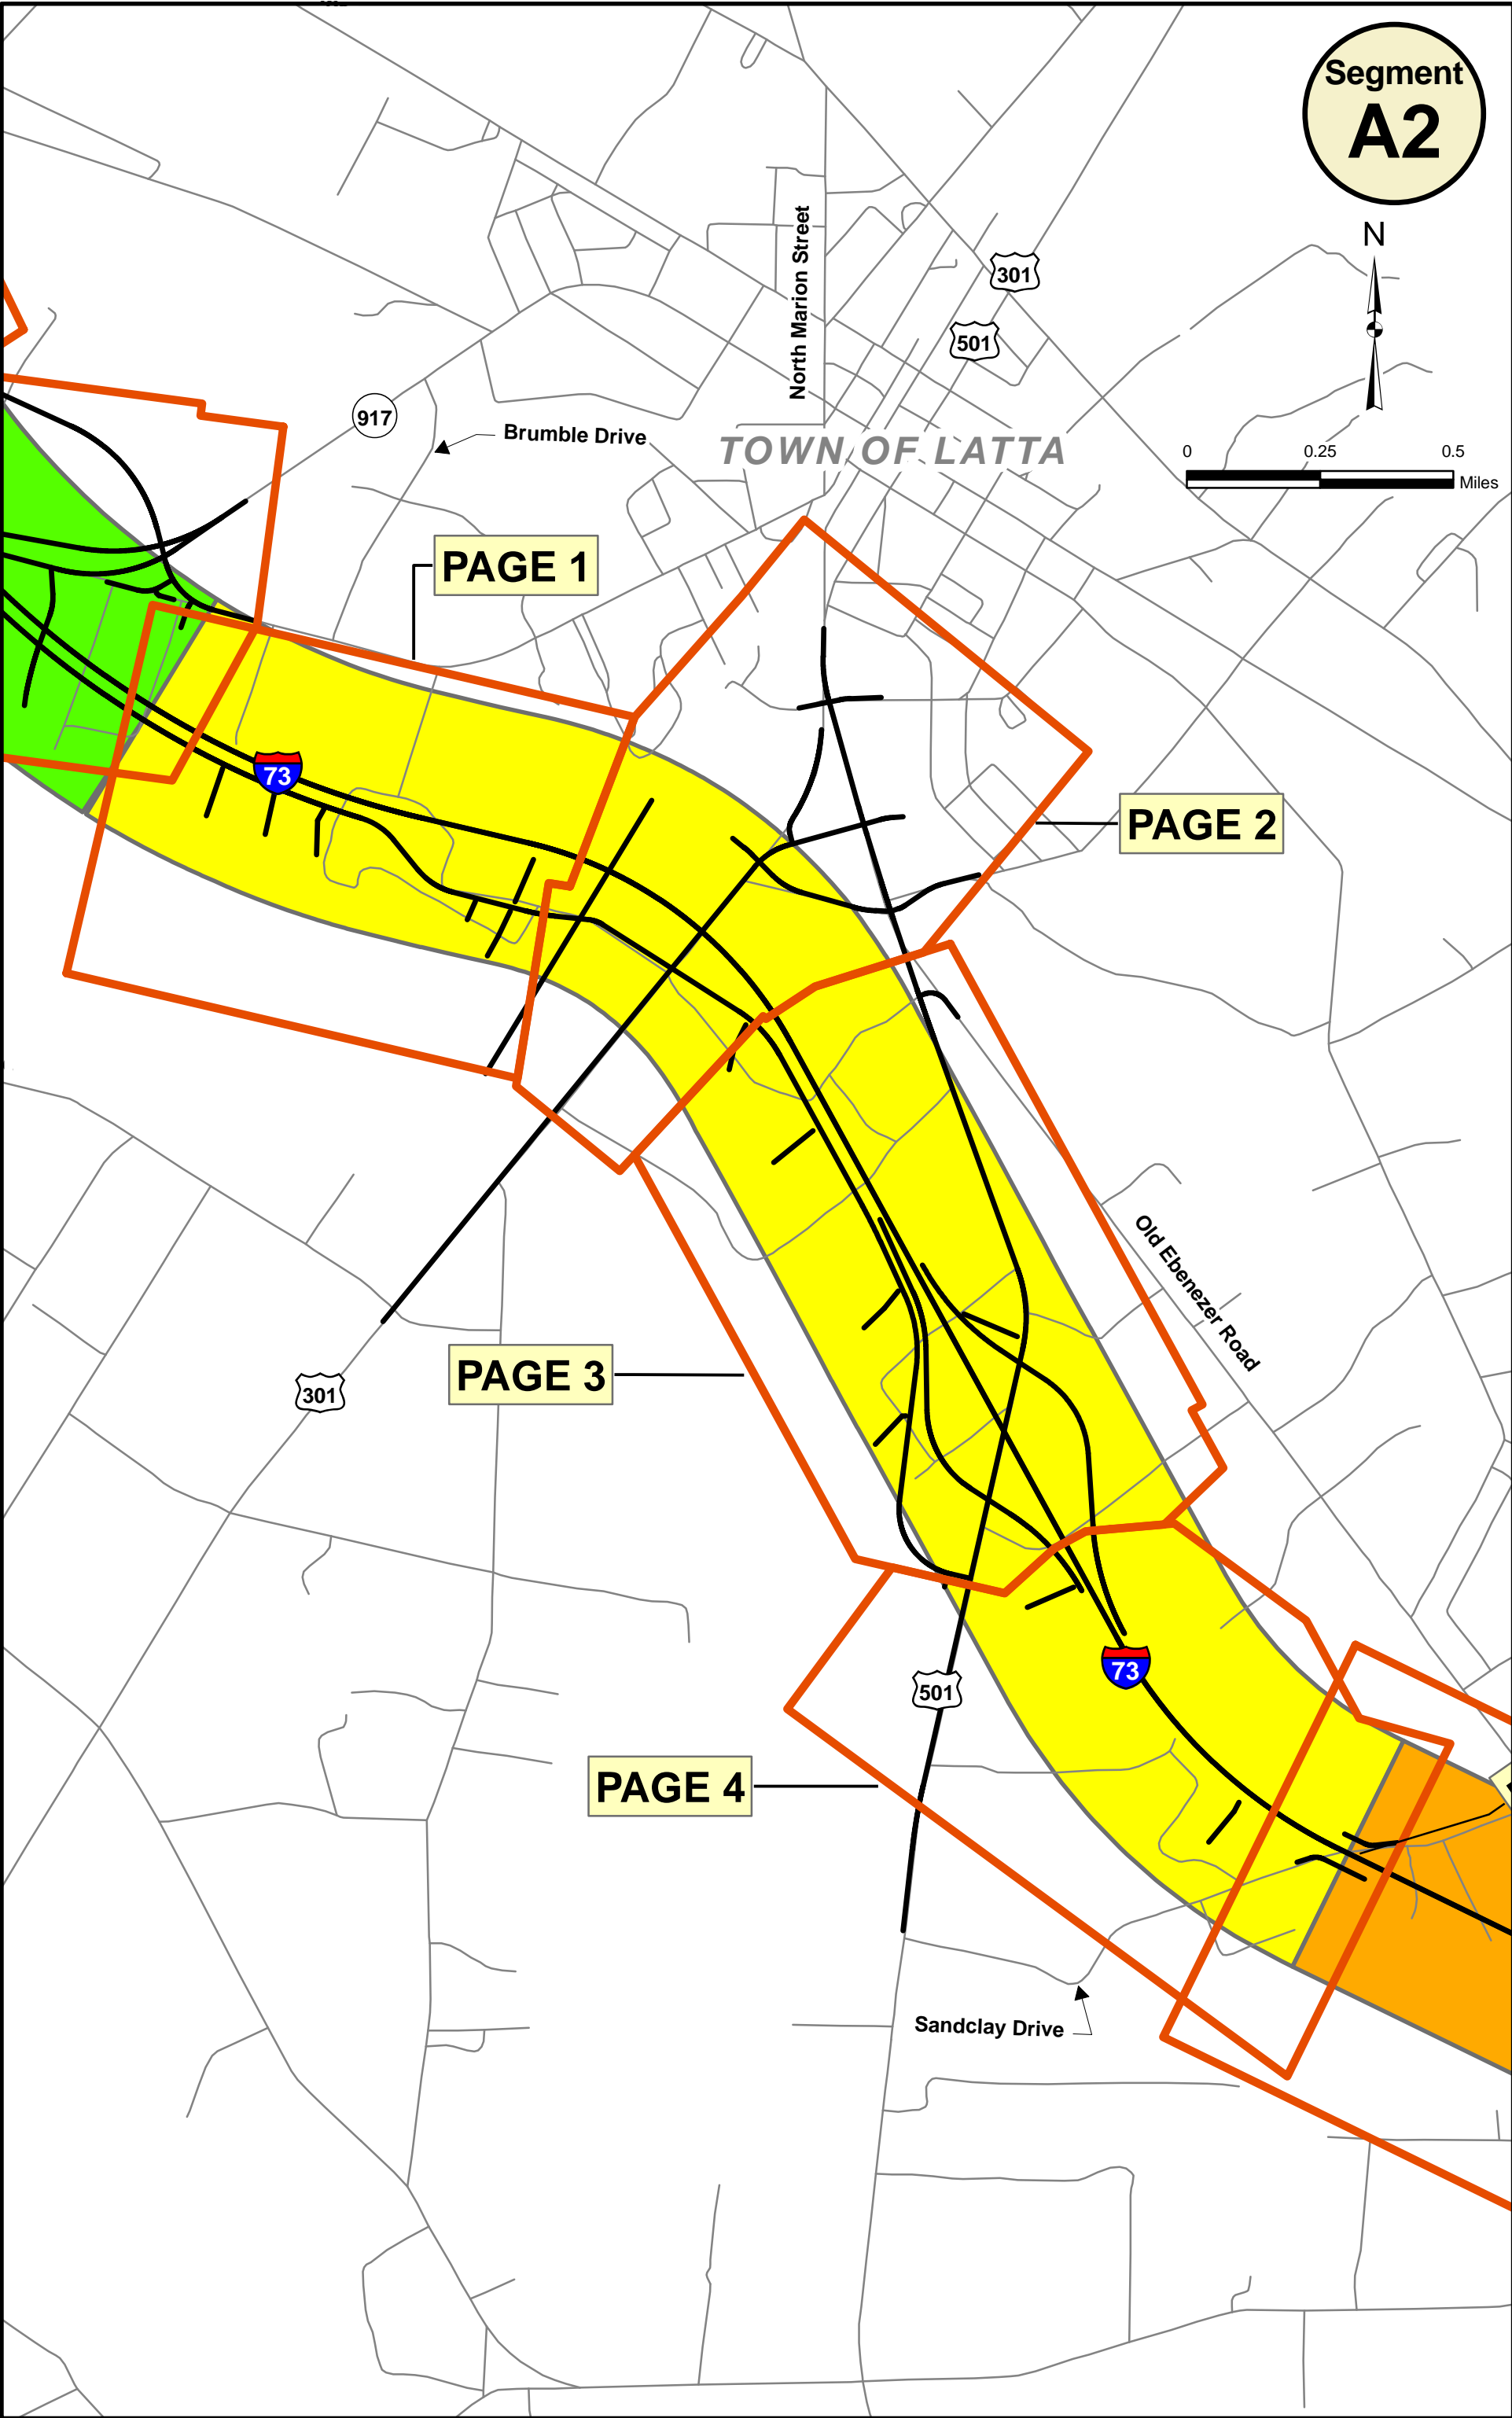 Segment
A2
N
North Marion Street
301
501
917
Brumble Drive
TOWN OF LATTA
0
0.25
0.5
Miles
PAGE 1
73
PAGE 2
Old Ebenezer Road
PAGE 3
301
73
501
PAGE 4
Sandclay Drive